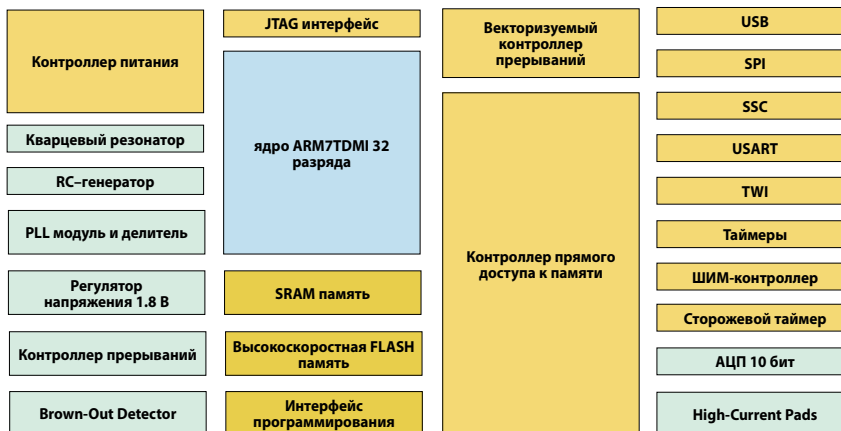 Контроллер питания
Кварцевый резонатор
RC–генератор
PLL модуль и делитель
Регулятор
напряжения 1.8 В
Контроллер прерываний
Brown-Out Detector
JTAG интерфейс
ядро ARM7TDMI 32
разряда
SRAM память
Высокоскоростная FLASH
память
Интерфейс
программирования
Векторизуемый
контроллер
прерываний
Контроллер прямого
доступа к памяти
USB
SPI
SSC
USART
TWI
Таймеры
ШИМ-контроллер
Сторожевой таймер
АЦП 10 бит
High-Current Pads